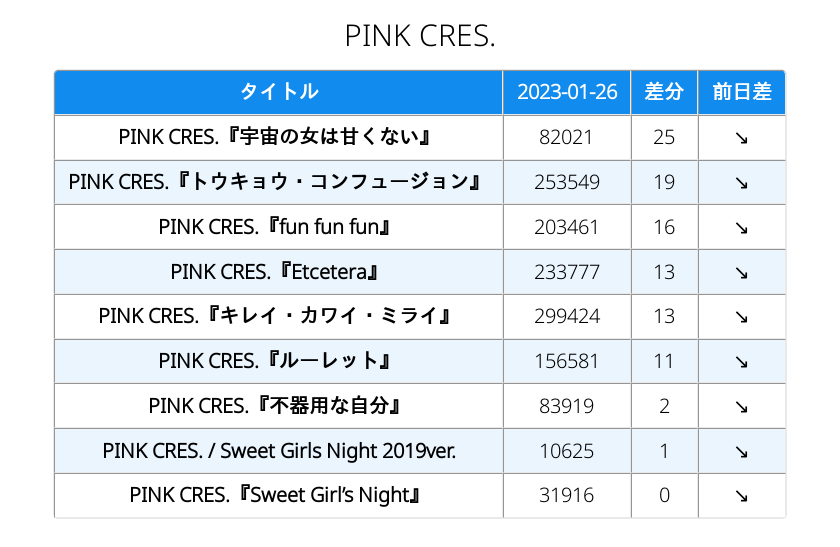 PINK CRES.
タイトル 2023-01-26 差分 前日差
PINK CRES.『宇宙の女は甘くない』 82021 25 ↘
PINK CRES.『トウキョウ・コンフュージョン』 253549 19 ↘
PINK CRES.『fun fun fun』 203461 16 ↘
PINK CRES.『Etcetera』 233777 13 ↘
PINK CRES.『キレイ・カワイ・ミライ』 299424 13 ↘
PINK CRES.『ルーレット』 156581 11 ↘
PINK CRES.『不器用な自分』 83919 2 ↘
PINK CRES. / Sweet Girls Night 2019ver. 10625 1 ↘
PINK CRES.『Sweet Girl’s Night』 31916 0 ↘